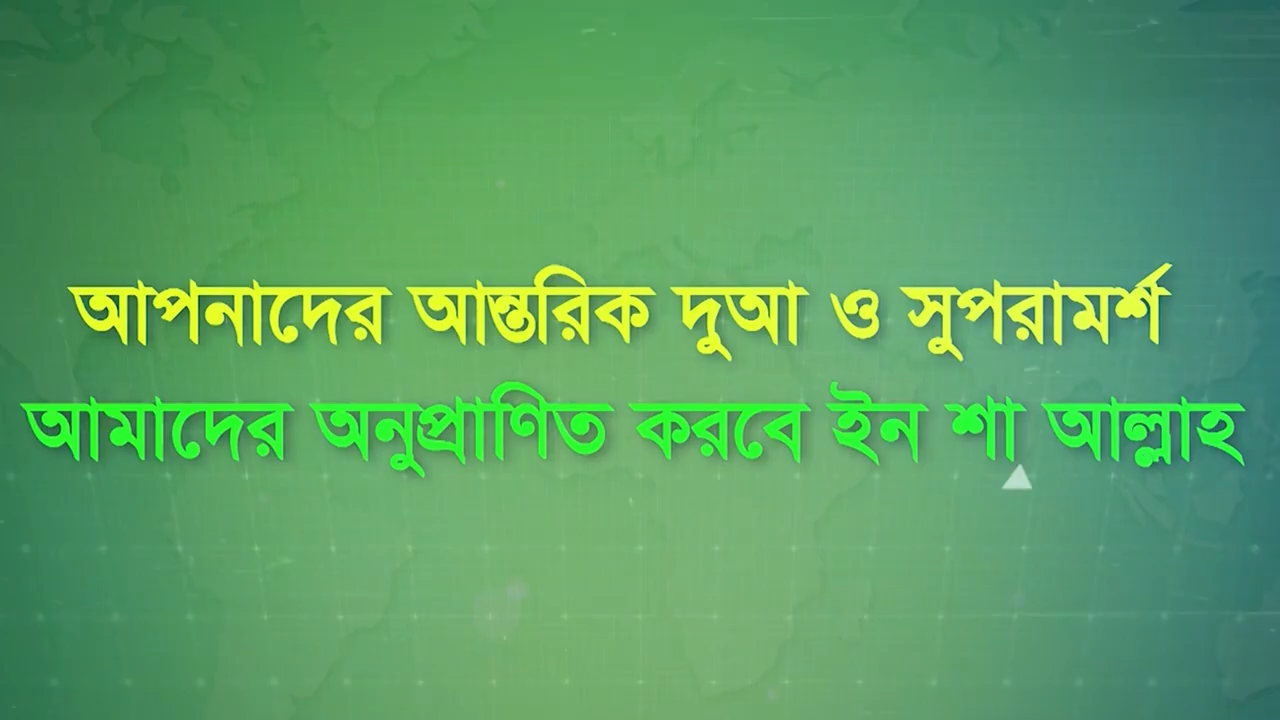 আপনাদের আন্তরিক দুআ ও সুপরামর্শ
আমাদের অনুপ্রাণিত করবে ইন শা আল্লাহ